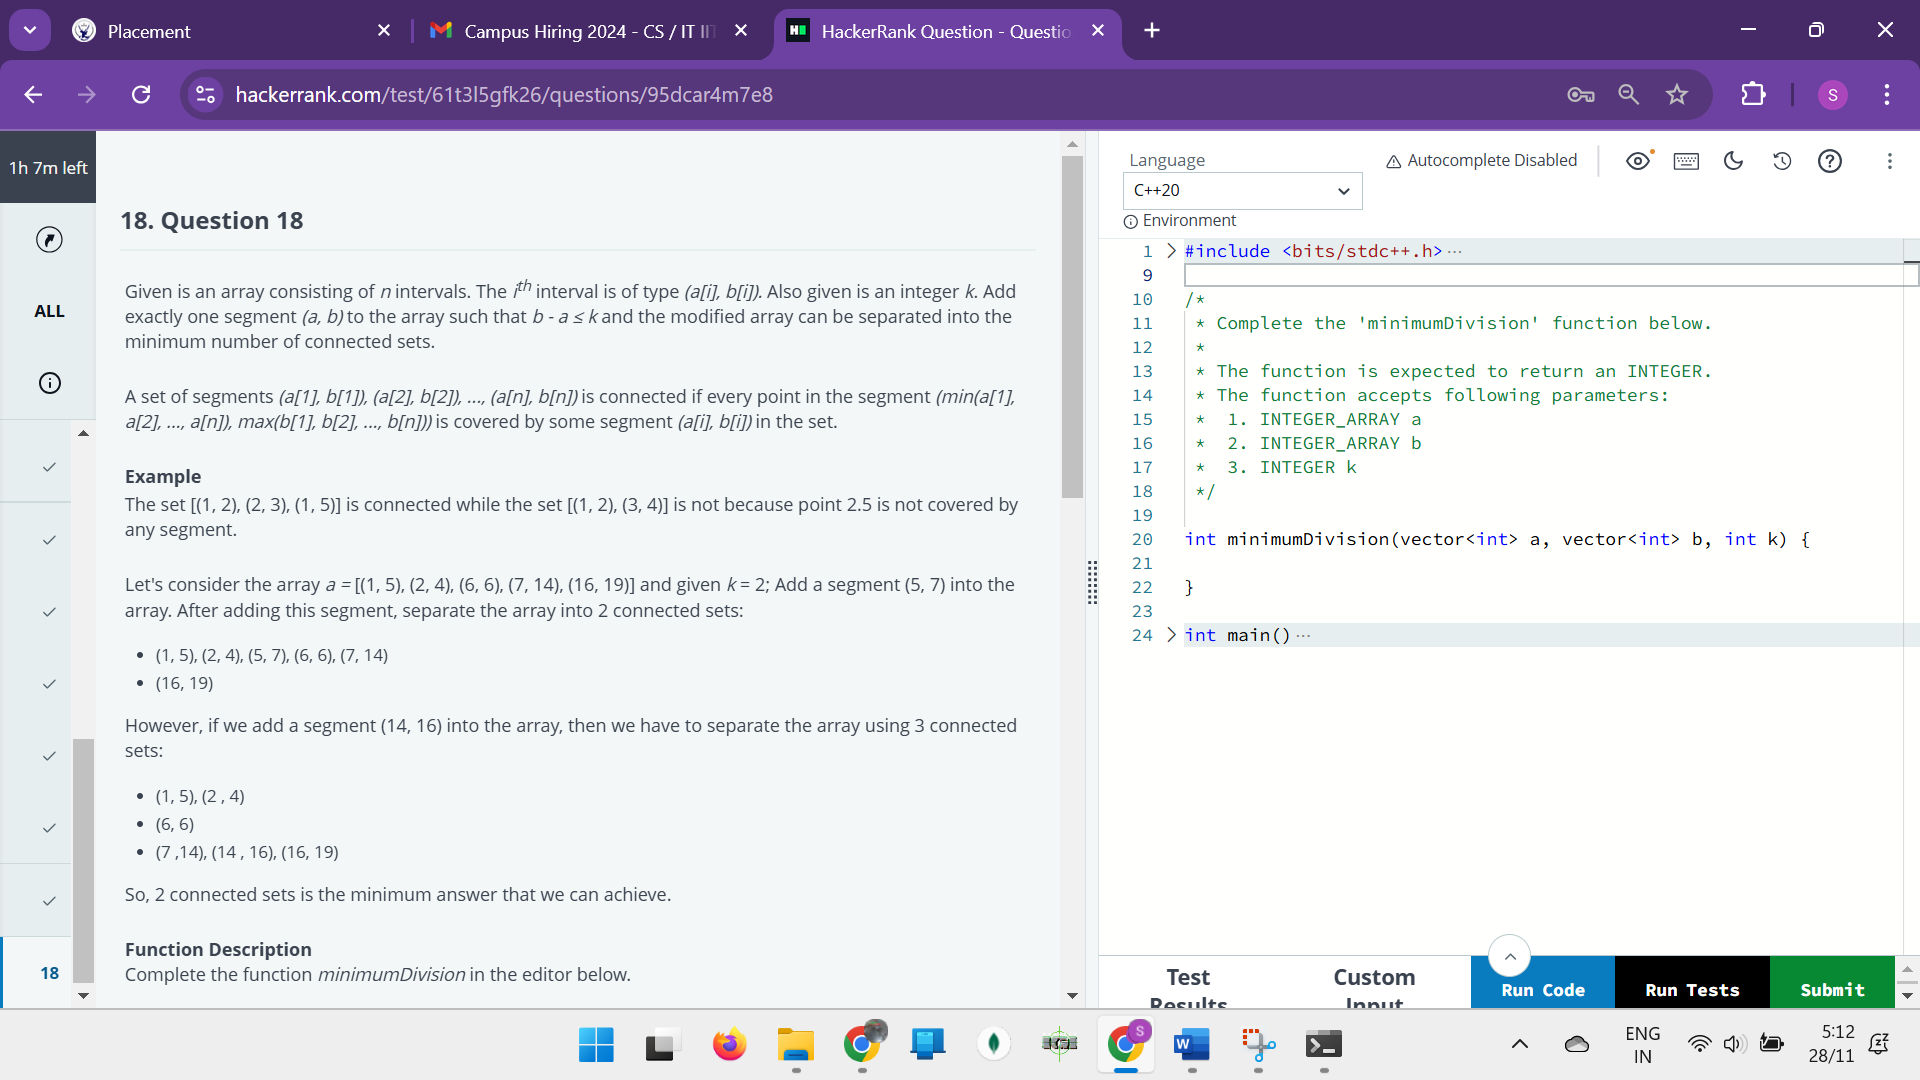 Placement
Campus Hiring 2024 - CS / IT II
HackerRank Question - Questio
hackerrank.com/test/61t3l5gfk26/questions/95dcar4m7e8
S
1h 7m left
ALL
18
18. Question 18
Given is an array consisting of n intervals. The ith interval is of type (a[i], b[i]). Also given is an integer k. Add
exactly one segment (a, b) to the array such that b - a ≤ k and the modified array can be separated into the
minimum number of connected sets.
A set of segments (a[1], b[1]), (a[2], b[2]), ..., (a[n], b[n]) is connected if every point in the segment (min(a[1],
a[2], ..., a[n]), max(b[1], b[2], ..., b[n])) is covered by some segment (a[i], b[i]) in the set.
Example
The set [(1, 2), (2, 3), (1, 5)] is connected while the set [(1, 2), (3, 4)] is not because point 2.5 is not covered by
any segment.
Let's consider the array a = [(1, 5), (2, 4), (6, 6), (7, 14), (16, 19)] and given k = 2; Add a segment (5, 7) into the
array. After adding this segment, separate the array into 2 connected sets:
• (1, 5), (2, 4), (5, 7), (6, 6), (7, 14)
• (16, 19)
However, if we add a segment (14, 16) into the array, then we have to separate the array using 3 connected
sets:
• (1, 5), (2 , 4)
• (6, 6)
• (7 ,14), (14 , 16), (16, 19)
So, 2 connected sets is the minimum answer that we can achieve.
Function Description
Complete the function minimumDivision in the editor below.
Language
Autocomplete Disabled
C++20
Environment
1 #include <bits/stdc++.h> ···
9
10 /*
11 * Complete the 'minimumDivision' function below.
12 *
13 * The function is expected to return an INTEGER.
14 * The function accepts following parameters:
15 * 1. INTEGER_ARRAY a
16 * 2. INTEGER_ARRAY b
17 * 3. INTEGER k
18 */
19
20 int minimumDivision(vector<int> a, vector<int> b, int k) {
21
22 }
23
24 int main() ···
Test
Results
Custom
Input
Run Code
Run Tests
Submit
S
W
ENG
IN
5:12
28/11